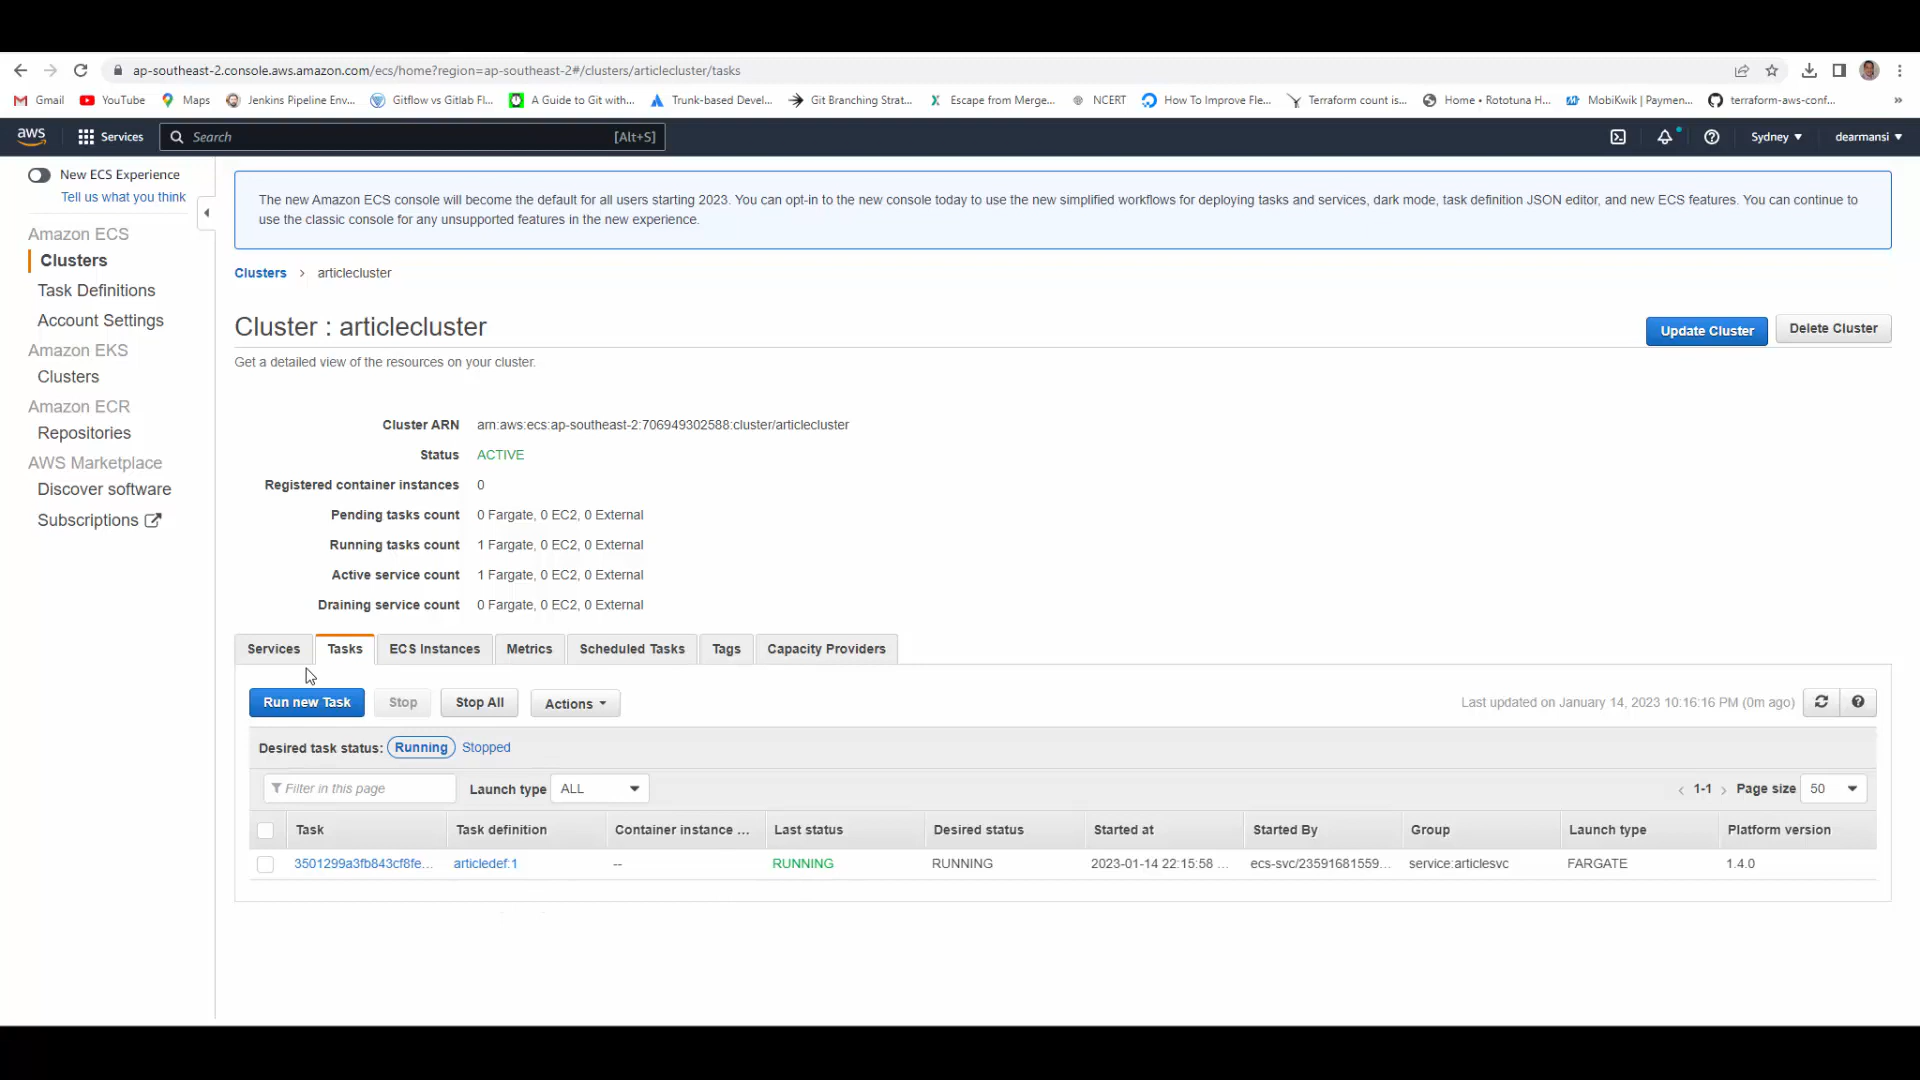 ap-southeast-2.console.aws.amazon.com/ecs/home?region=ap-southeast-2#/clusters/articlecluster/tasks
Gmail YouTube Maps Jenkins Pipeline Env... Gitflow vs Gitlab Fl... A Guide to Git with... Trunk-based Devel... Git Branching Strat... Escape from Merge... NCERT How To Improve Fle... Terraform count is... Home • Rototuna H... MobiKwik | Paymen... terraform-aws-conf... »
aws Services Search [Alt+S] Sydney dearmansi
New ECS Experience
Tell us what you think
Amazon ECS
Clusters
Task Definitions
Account Settings
Amazon EKS
Clusters
Amazon ECR
Repositories
AWS Marketplace
Discover software
Subscriptions
The new Amazon ECS console will become the default for all users starting 2023. You can opt-in to the new console today to use the new simplified workflows for deploying tasks and services, dark mode, task definition JSON editor, and new ECS features. You can continue to
use the classic console for any unsupported features in the new experience.
Clusters > articlecluster
Cluster : articlecluster
Update Cluster Delete Cluster
Get a detailed view of the resources on your cluster.
Cluster ARN arn:aws:ecs:ap-southeast-2:706949302588:cluster/articlecluster
Status ACTIVE
Registered container instances 0
Pending tasks count 0 Fargate, 0 EC2, 0 External
Running tasks count 1 Fargate, 0 EC2, 0 External
Active service count 1 Fargate, 0 EC2, 0 External
Draining service count 0 Fargate, 0 EC2, 0 External
Services Tasks ECS Instances Metrics Scheduled Tasks Tags Capacity Providers
Run new Task Stop Stop All Actions Last updated on January 14, 2023 10:16:16 PM (0m ago)
Desired task status: Running Stopped
Filter in this page Launch type ALL < 1-1 > Page size 50
Task Task definition Container instance ... Last status Desired status Started at Started By Group Launch type Platform version
3501299a3fb843cf8fe... articledef:1 -- RUNNING RUNNING 2023-01-14 22:15:58 ... ecs-svc/23591681559... service:articlesvc FARGATE 1.4.0